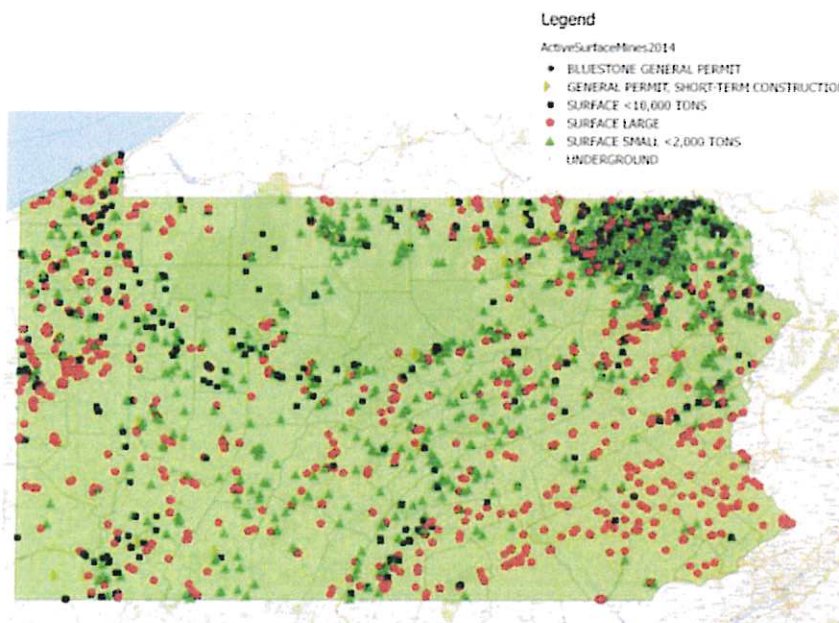 Legend
ActiveSurfaceMines2014
BLUESTONE GENERAL PERMIT
GENERAL PERMIT, SHORT-TERM CONSTRUCTIO
SURFACE <10,000 TONS
SURFACE LARGE
SURFACE SMALL <2,000 TONS
UNDERGROUND